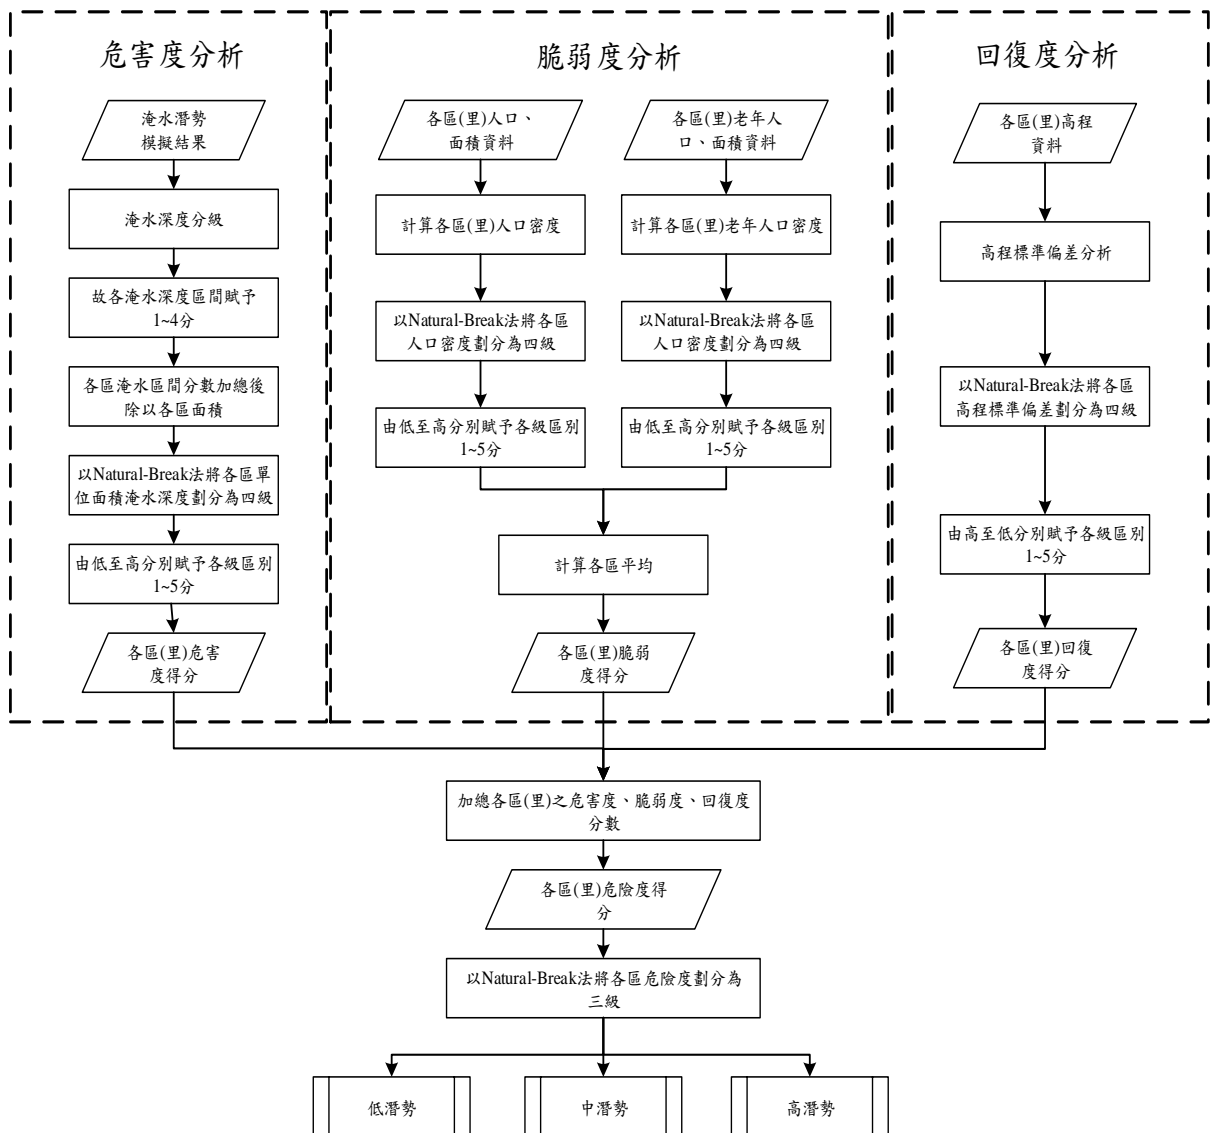 危害度分析
淹水潛勢
模擬結果
淹水深度分級
故各淹水深度區間賦予
1~4分
各區淹水區間分數加總後
除以各區面積
以Natural-Break法將各區單
位面積淹水深度劃分為四級
由低至高分別賦予各級區別
1~5分
各區(里)危害
度得分
脆弱度分析
各區(里)人口、
面積資料
計算各區(里)人口密度
以Natural-Break法將各區
人口密度劃分為四級
由低至高分別賦予各級區別
1~5分
各區(里)老年人
口、面積資料
計算各區(里)老年人口密度
以Natural-Break法將各區
人口密度劃分為四級
由低至高分別賦予各級區別
1~5分
計算各區平均
各區(里)脆弱
度得分
回復度分析
各區(里)高程
資料
高程標準偏差分析
以Natural-Break法將各區
高程標準偏差劃分為四級
由高至低分別賦予各級區別
1~5分
各區(里)回復
度得分
加總各區(里)之危害度、脆弱度、回復度
分數
各區(里)危險度得
分
以Natural-Break法將各區危險度劃分為
三級
低潛勢
中潛勢
高潛勢